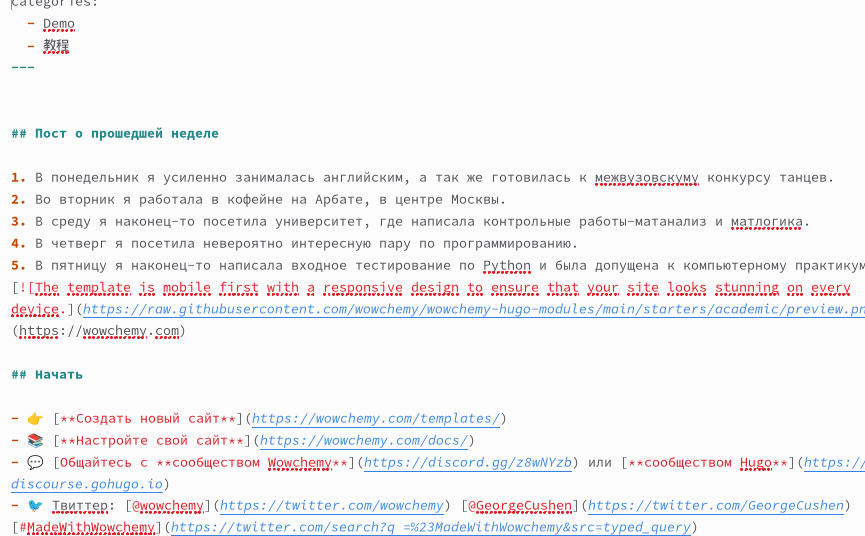 categories:
- Demo
- 教程
---
## Пост о прошедшей неделе
1. В понедельник я усиленно занималась английским, а так же готовилась к межвузовскуму конкурсу танцев.
2. Во вторник я работала в кофейне на Арбате, в центре Москвы.
3. В среду я наконец-то посетила университет, где написала контрольные работы-матанализ и матлогика.
4. В четверг я посетила невероятно интересную пару по программированию.
5. В пятницу я наконец-то написала входное тестирование по Python и была допущена к компьютерному практикум
[![The template is mobile first with a responsive design to ensure that your site looks stunning on every
device.](https://raw.githubusercontent.com/wowchemy/wowchemy-hugo-modules/main/starters/academic/preview.pn
(https://wowchemy.com)
## Начать
- 👉 [**Создать новый сайт**](https://wowchemy.com/templates/)
- 📚 [**Настройте свой сайт**](https://wowchemy.com/docs/)
- 💬 [Общайтесь с **сообществом Wowchemy**](https://discord.gg/z8wNYzb) или [**сообществом Hugo**](https://
discourse.gohugo.io)
- 🐦 Твиттер: [@wowchemy](https://twitter.com/wowchemy) [@GeorgeCushen](https://twitter.com/GeorgeCushen)
[#MadeWithWowchemy](https://twitter.com/search?q =%23MadeWithWowchemy&src=typed_query)